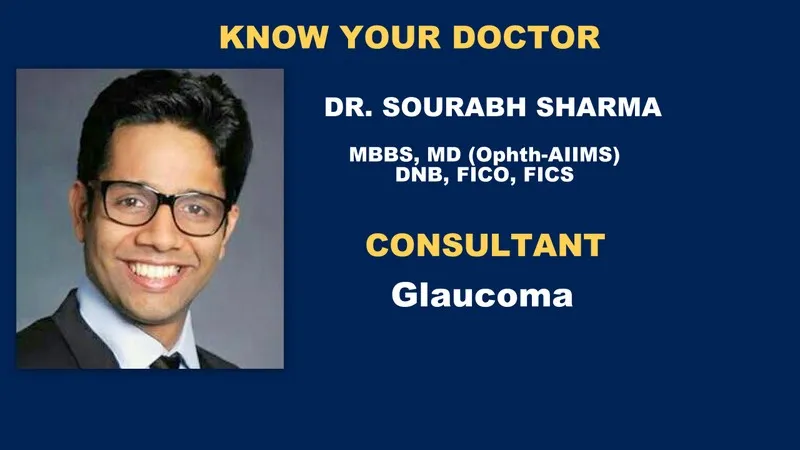 KNOW YOUR DOCTOR
DR. SOURABH SHARMA
MBBS, MD (Ophth-AIIMS)
DNB, FICO, FICS
CONSULTANT
Glaucoma